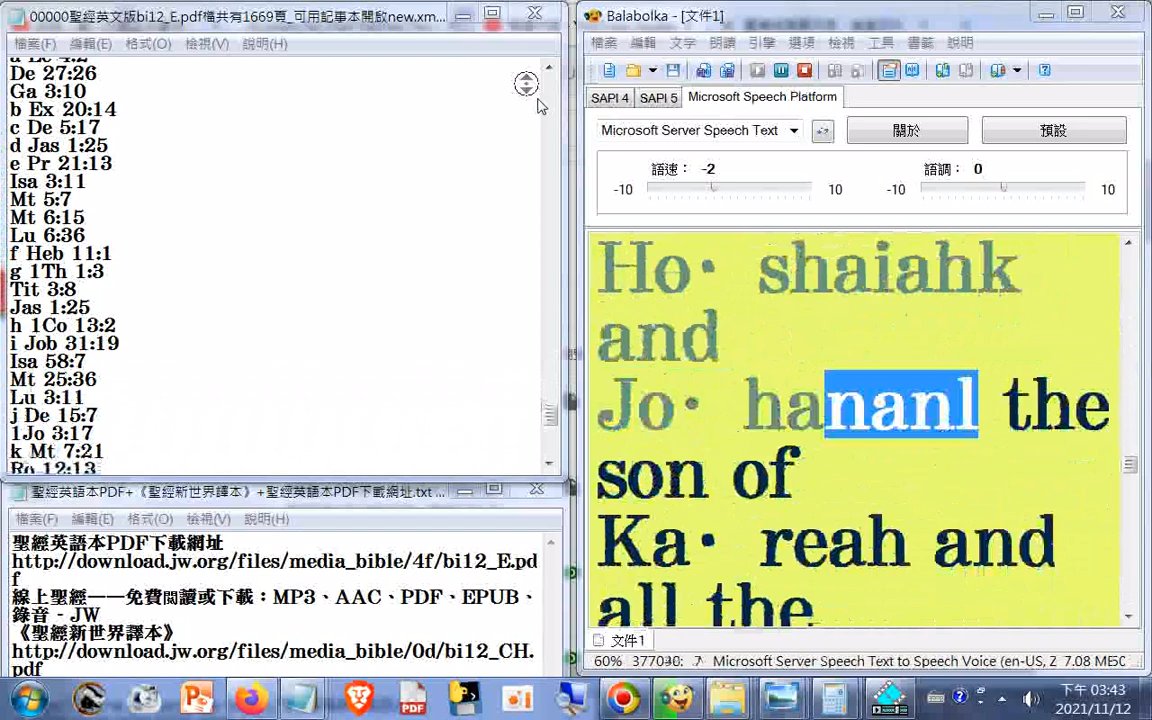 00000聖經英文版bi12_E.pdf檔共有1669頁_可用記事本開啟new.xm...
檔案(F) 編輯(E) 格式(O) 檢視(V) 說明(H)
De 27:26
Ga 3:10
b Ex 20:14
c De 5:17
d Jas 1:25
e Pr 21:13
Isa 3:11
Mt 5:7
Mt 6:15
Lu 6:36
f Heb 11:1
g 1Th 1:3
Tit 3:8
Jas 1:25
h 1Co 13:2
i Job 31:19
Isa 58:7
Mt 25:36
Lu 3:11
j De 15:7
1Jo 3:17
k Mt 7:21
Ro 12:13
聖經英語本PDF+《聖經新世界譯本》+聖經英語本PDF下載網址.txt ...
檔案(F) 編輯(E) 格式(O) 檢視(V) 說明(H)
聖經英語本PDF下載網址
http://download.jw.org/files/media_bible/4f/bi12_E.pd
f
線上聖經——免費閱讀或下載：MP3、AAC、PDF、EPUB、
錄音 - JW
《聖經新世界譯本》
http://download.jw.org/files/media_bible/0d/bi12_CH.
pdf
Balabolka - [文件1]
檔案 編輯 文字 朗讀 引擎 選項 檢視 工具 書籤 說明
SAPI 4 SAPI 5 Microsoft Speech Platform
Microsoft Server Speech Text 關於 預設
語速： -2 語調： 0
-10 10 -10 10
Ho· shaiahk
and
Jo· hananl the
son of
Ka· reah and
all the
文件1
60% Microsoft Server Speech Text to Speech Voice (en-US, Z 7.08 ME
下午 03:43
2021/11/12